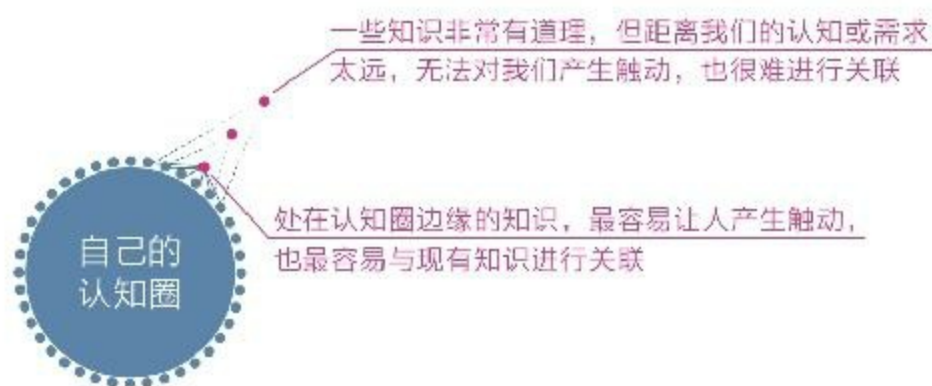 一些知识非常有道理，但距离我们的认知或需求
太远，无法对我们产生触动，也很难进行关联
处在认知圈边缘的知识，最容易让人产生触动，
也最容易与现有知识进行关联
自己的
认知圈